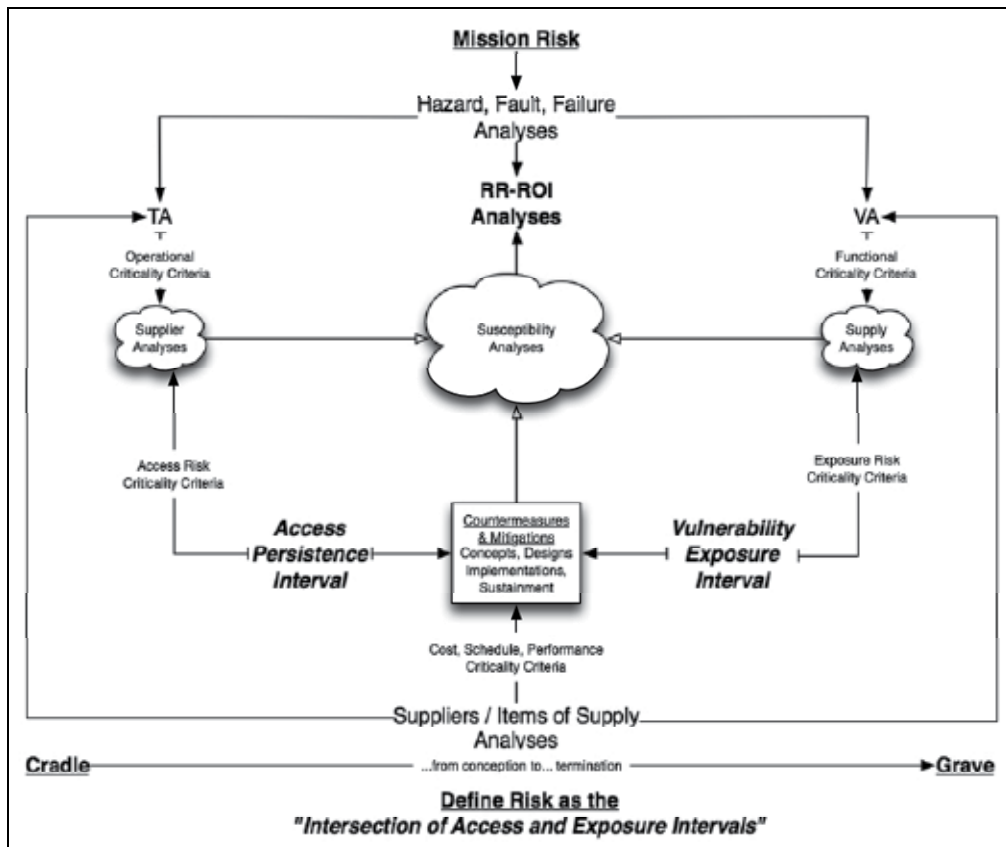 Mission Risk
Hazard, Fault, Failure
Analyses
RR-ROI
Analyses
TA
VA
Operational
Criticality Criteria
Functional
Criticality Criteria
Supplier
Analyses
Susceptibility
Analyses
Supply
Analyses
Access Risk
Criticality Criteria
Exposure Risk
Criticality Criteria
Access
Persistence
Interval
Countermeasures
& Mitigations
Concepts, Designs
Implementations,
Sustainment
Vulnerability
Exposure
Interval
Cost, Schedule, Performance
Criticality Criteria
Suppliers / Items of Supply
Analyses
Cradle ...from conception to... termination Grave
Define Risk as the
"Intersection of Access and Exposure Intervals"